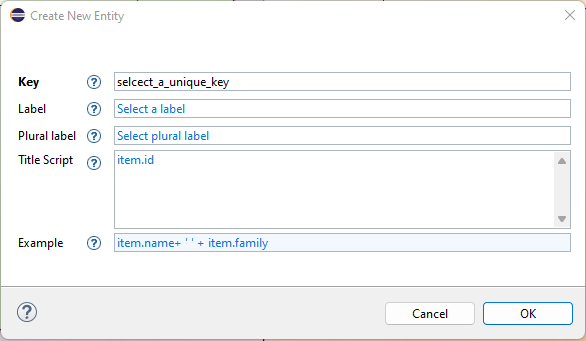 Create New Entity
Key ? selcect_a_unique_key
Label ? Select a label
Plural label ? Select plural label
Title Script ? item.id
Example ? item.name+ ' ' + item.family
? Cancel OK